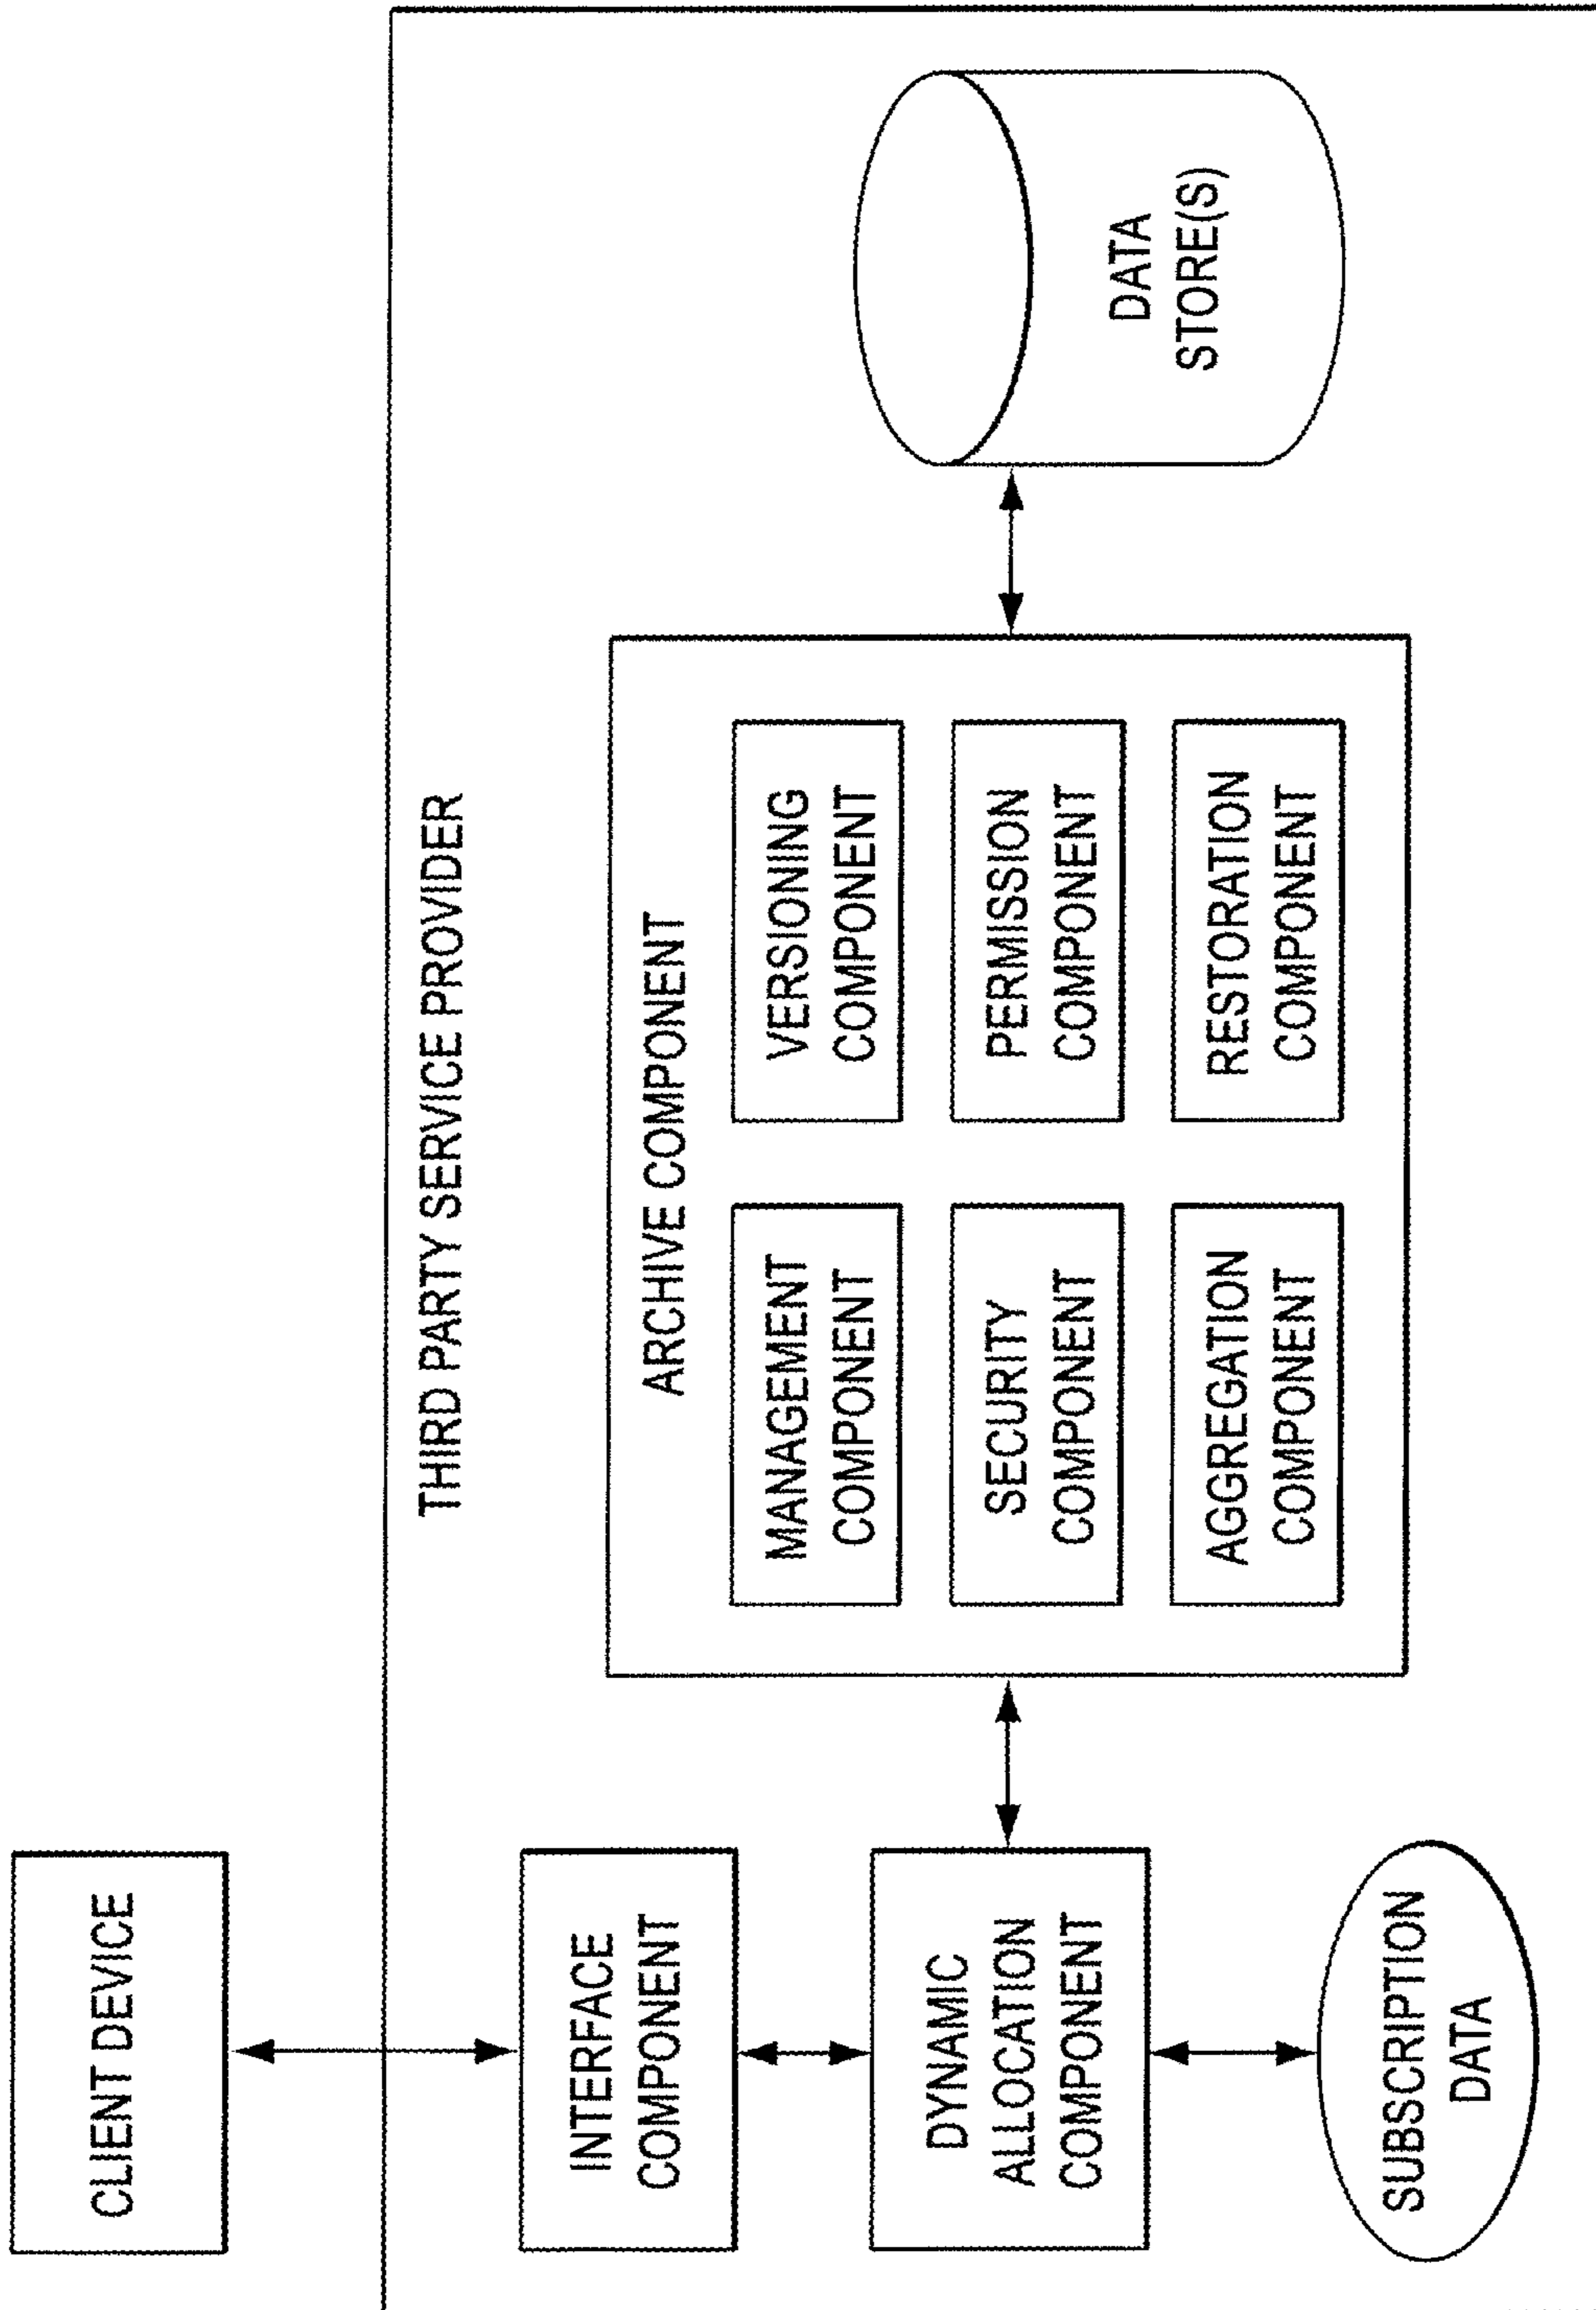 CLIENT DEVICE
THIRD PARTY SERVICE PROVIDER
INTERFACE
COMPONENT
DYNAMIC
ALLOCATION
COMPONENT
SUBSCRIPTION
DATA
ARCHIVE COMPONENT
MANAGEMENT
COMPONENT
VERSIONING
COMPONENT
SECURITY
COMPONENT
PERMISSION
COMPONENT
AGGREGATION
COMPONENT
RESTORATION
COMPONENT
DATA
STORE(S)